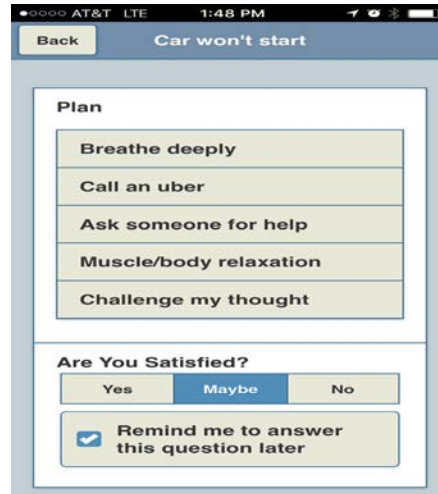 ●○○○○ AT&T LTE 1:48 PM
Back Car won't start
Plan
Breathe deeply
Call an uber
Ask someone for help
Muscle/body relaxation
Challenge my thought
Are You Satisfied?
Yes Maybe No
Remind me to answer
this question later